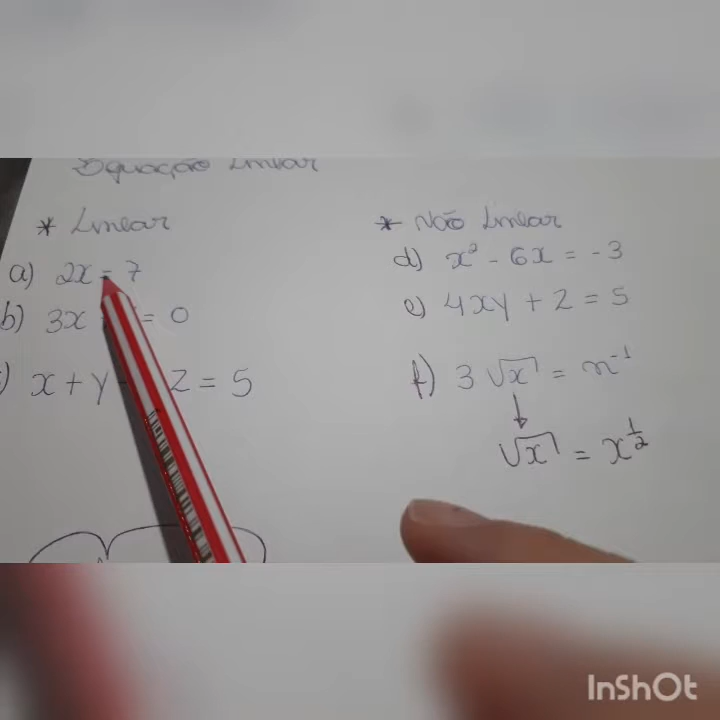 Equação Linear
* Linear
a) 2x = 7
b) 3x = 0
) x + y z = 5
* Não Linear
d) x² - 6x = -3
e) 4xy + z = 5
f) 3 √x = n⁻¹
↓
√x = x^{1/2}
InShOt